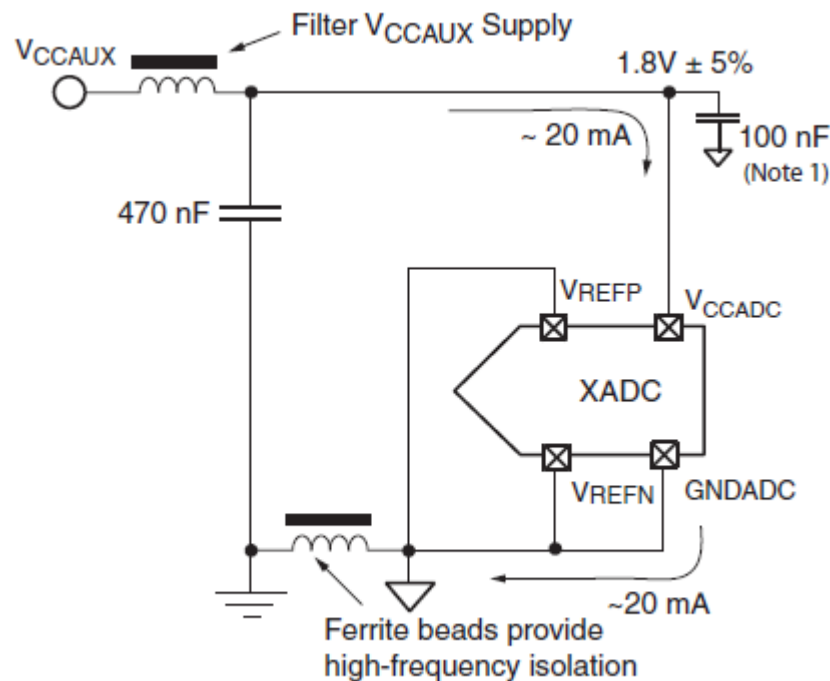 Filter VCCAUX Supply
VCCAUX
1.8V ± 5%
~ 20 mA
100 nF
(Note 1)
470 nF
VREFP
VCCADC
XADC
VREFN
GNDADC
~20 mA
Ferrite beads provide
high-frequency isolation